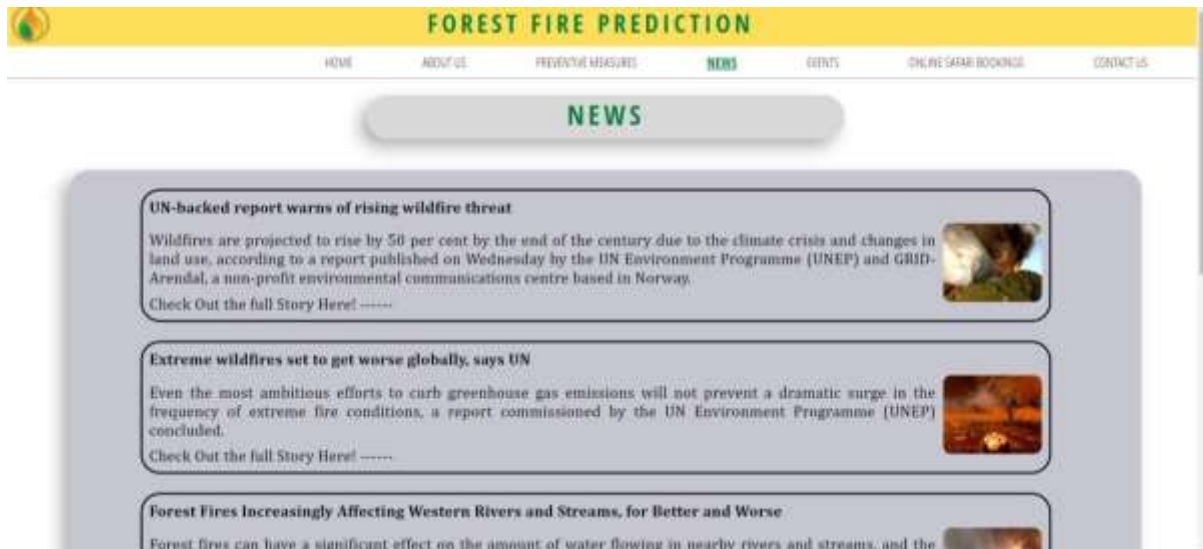 FOREST FIRE PREDICTION
HOME ABOUT US PREVENTIVE MEASURES NEWS EVENTS ONLINE SAFARI BOOKINGS CONTACT US
NEWS
UN-backed report warns of rising wildfire threat
Wildfires are projected to rise by 50 per cent by the end of the century due to the climate crisis and changes in
land use, according to a report published on Wednesday by the UN Environment Programme (UNEP) and GRID-
Arendal, a non-profit environmental communications centre based in Norway.
Check Out the full Story Here! ------
Extreme wildfires set to get worse globally, says UN
Even the most ambitious efforts to curb greenhouse gas emissions will not prevent a dramatic surge in the
frequency of extreme fire conditions, a report commissioned by the UN Environment Programme (UNEP)
concluded.
Check Out the full Story Here! ------
Forest Fires Increasingly Affecting Western Rivers and Streams, for Better and Worse
Forest fires can have a significant effect on the amount of water flowing in nearby rivers and streams, and the